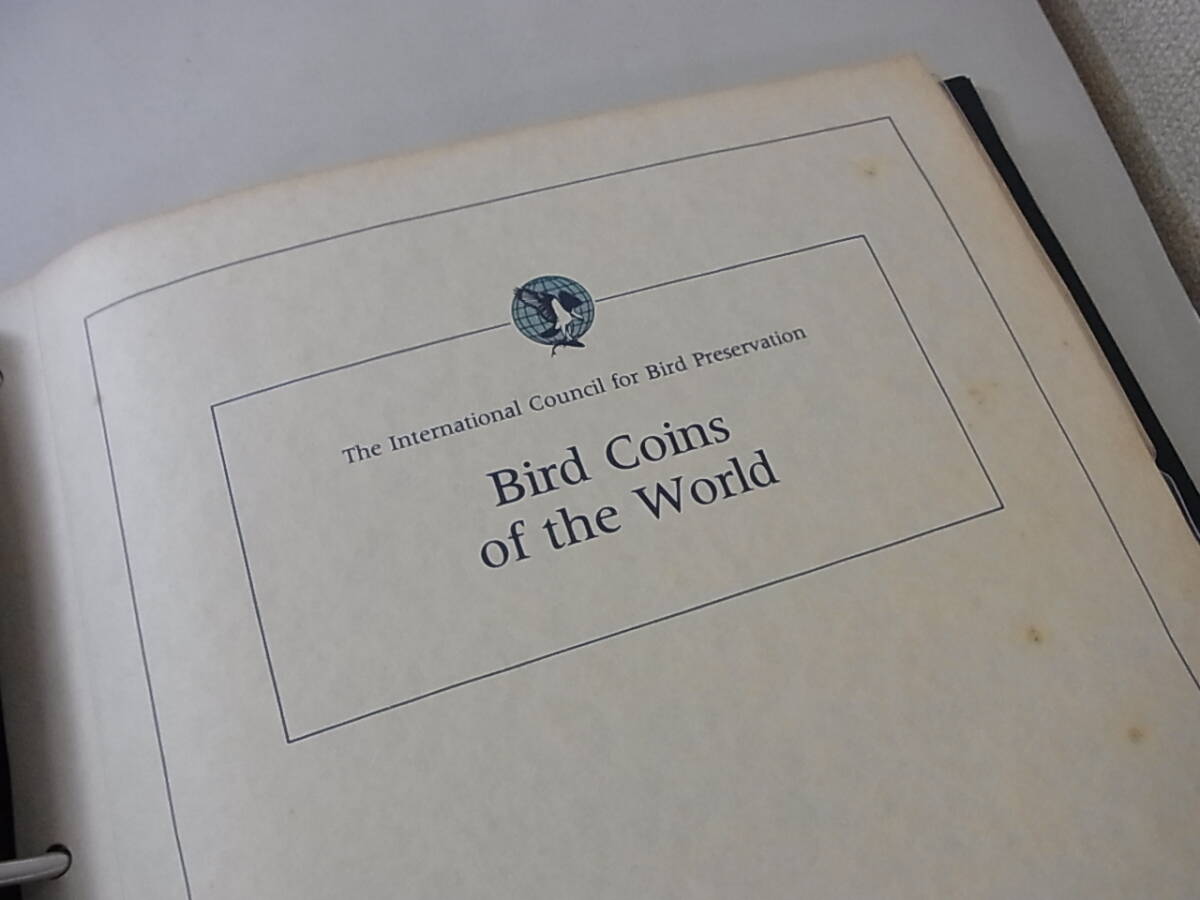 The International Council for Bird Preservation
Bird Coins
of the World